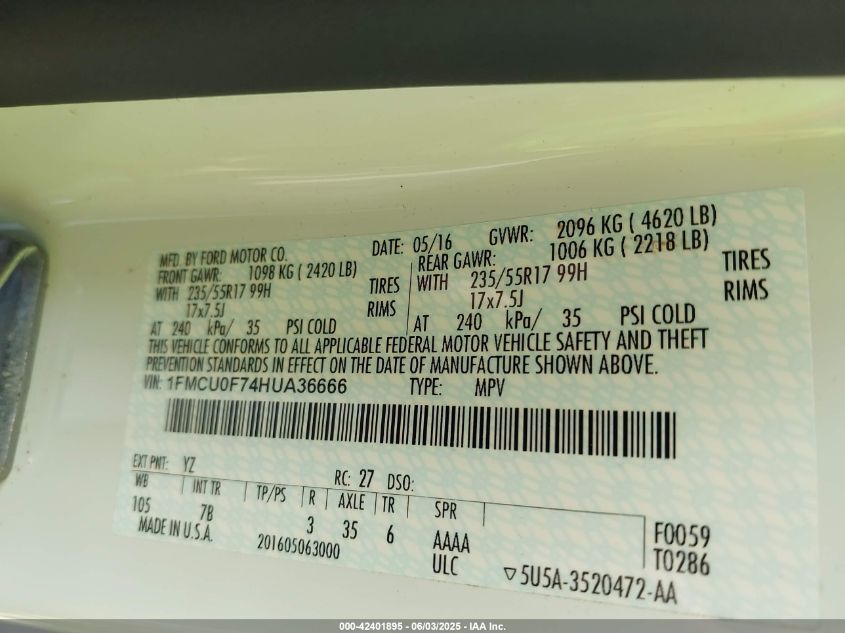 MFD. BY FORD MOTOR CO. DATE: 05/16 GVWR: 2096 KG ( 4620 LB)
FRONT GAWR: 1098 KG ( 2420 LB) REAR GAWR: 1006 KG ( 2218 LB)
WITH 235/55R17 99H TIRES WITH 235/55R17 99H TIRES
17x7.5J RIMS 17x7.5J RIMS
AT 240 kPa/ 35 PSI COLD AT 240 kPa/ 35 PSI COLD
THIS VEHICLE CONFORMS TO ALL APPLICABLE FEDERAL MOTOR VEHICLE SAFETY AND THEFT
PREVENTION STANDARDS IN EFFECT ON THE DATE OF MANUFACTURE SHOWN ABOVE.
VIN: 1FMCU0F74HUA36666 TYPE: MPV
EXT PNT: YZ RC: 27 DSO:
WB INT TR TP/PS R AXLE TR SPR
105 7B 3 35 6 AAAA F0059
MADE IN U.S.A. 201605063000 ULC T0286
▽5U5A-3520472-AA
000-42401895 - 06/03/2025 - IAA Inc.